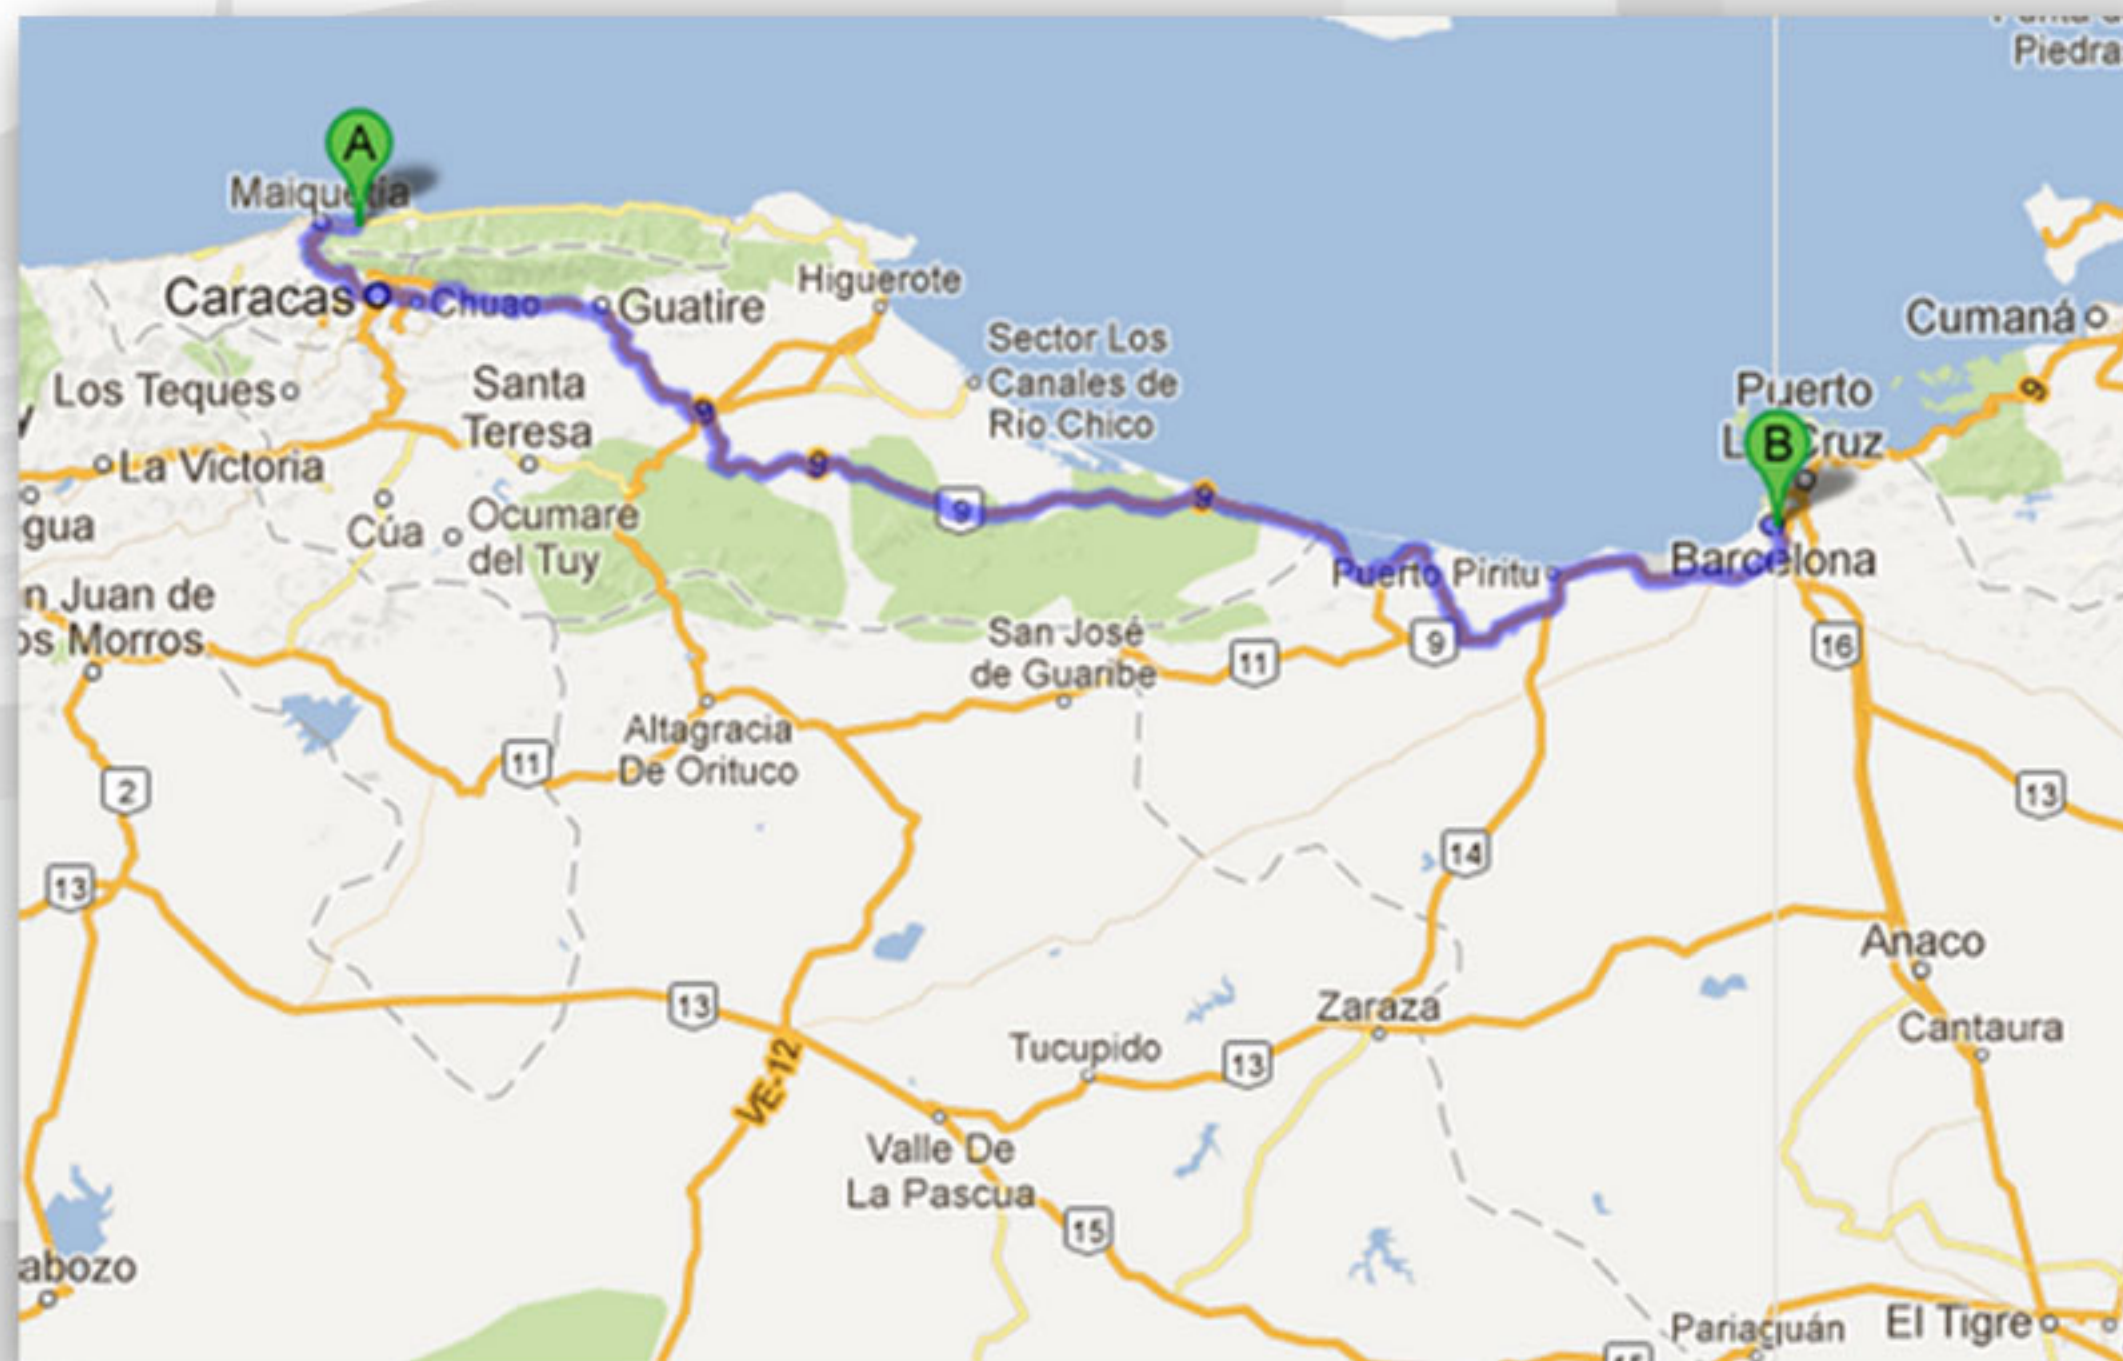 Piedra
A
Maiquetía
Caracas
Chuao
Guatire
Higuerote
Cumaná
Los Teques
Santa
Teresa
Sector Los
Canales de
Río Chico
Puerto
La Cruz
B
9
9
9
9
9
La Victoria
gua
Cúa
Ocumare
del Tuy
n Juan de
os Morros
Puerto Píritu
Barcelona
San José
de Guaribe
11
9
16
Altagracia
De Orituco
11
2
13
14
13
Anaco
13
Zaraza
Cantaura
Tucupido
13
VE-12
Valle De
La Pascua
15
abozo
Pariaguán
El Tigre
15